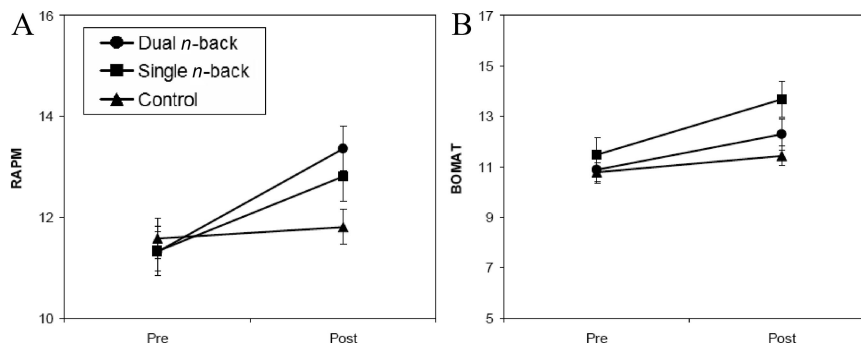 A
16
14
12
10
RAPM
Dual n-back
Single n-back
Control
Pre
Post
B
17
15
13
11
9
7
5
BOMAT
Pre
Post